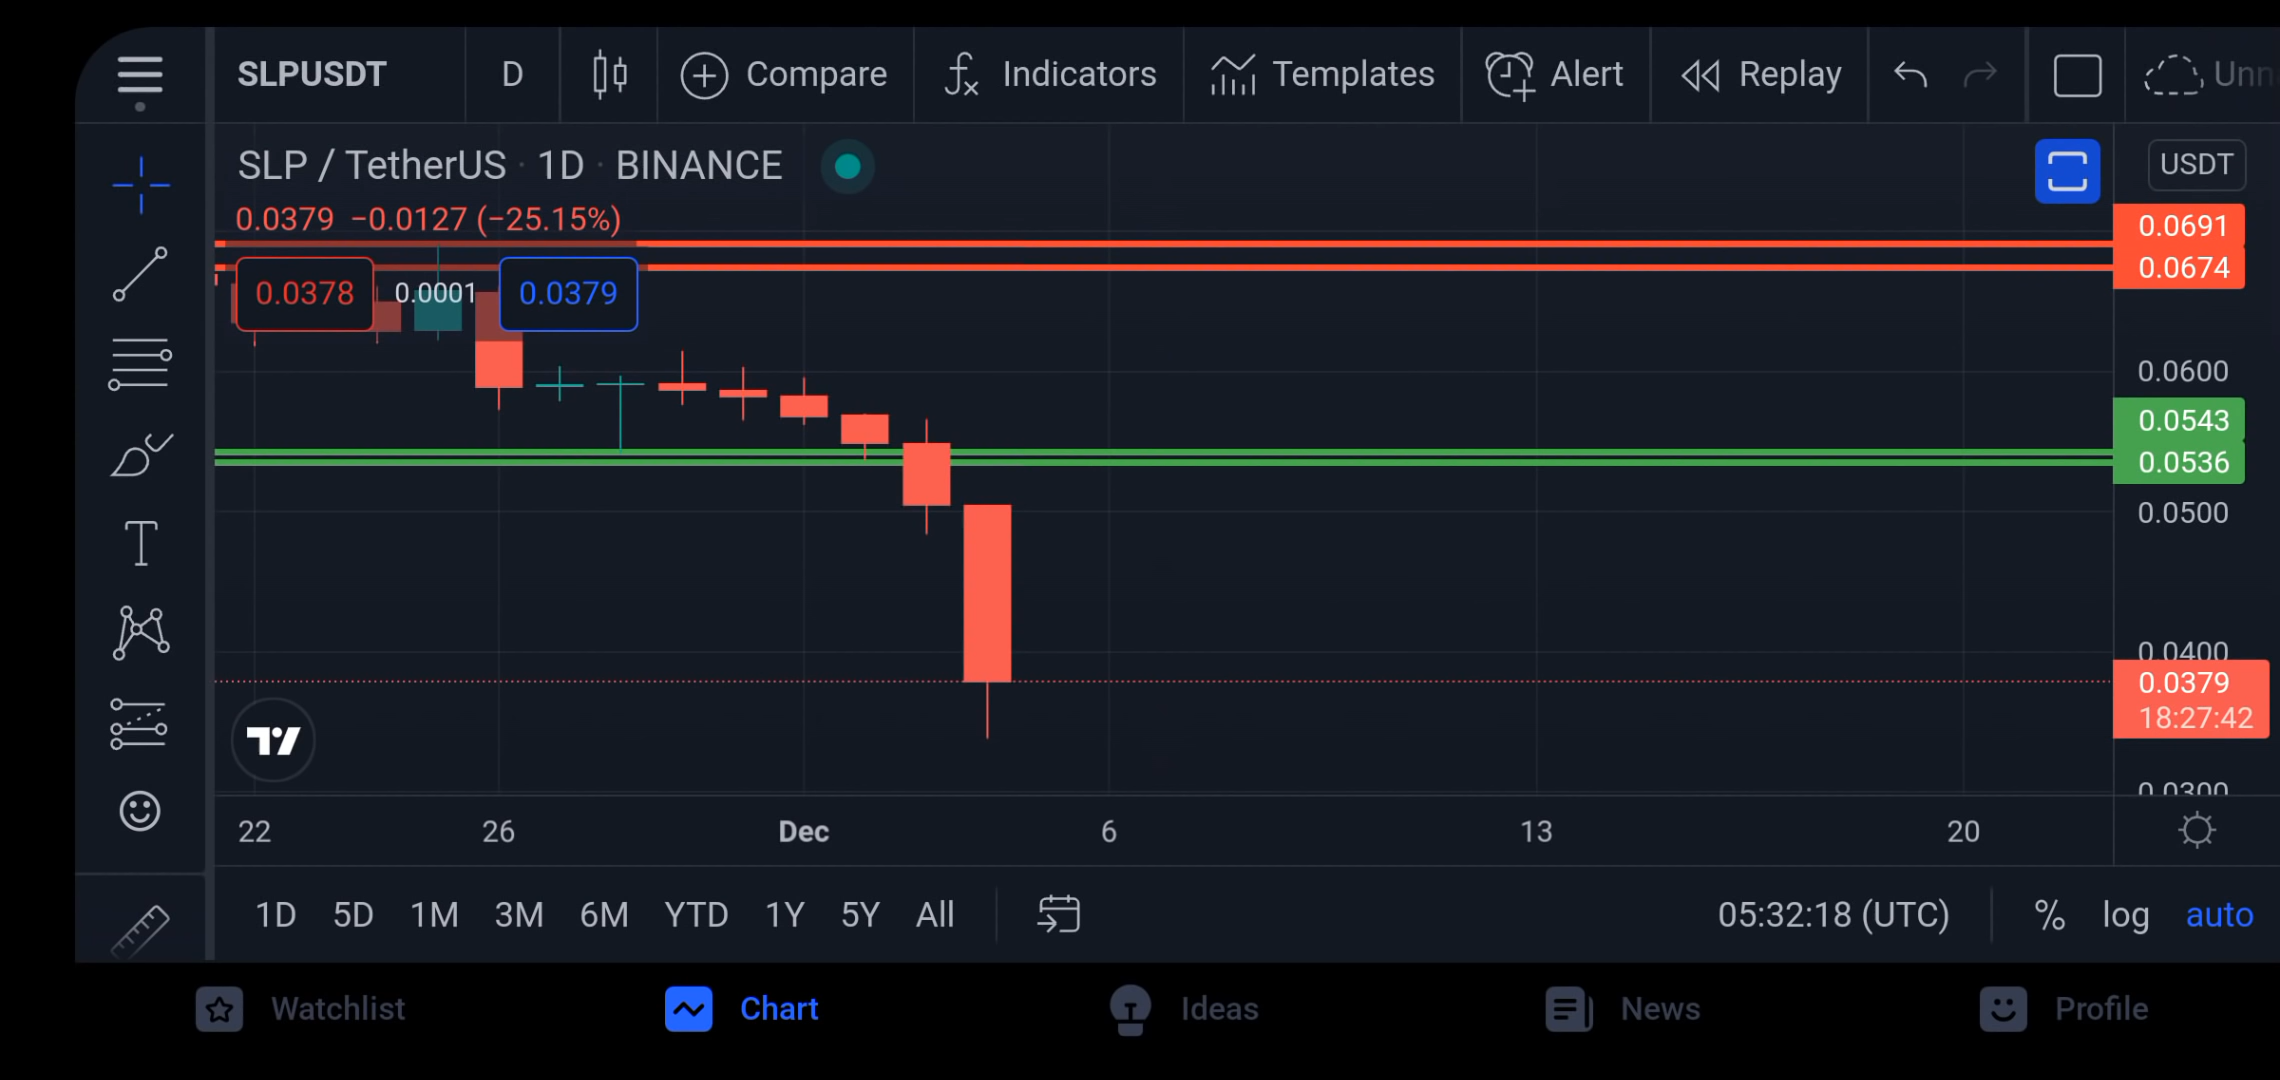 SLPUSDT D Compare Indicators Templates Alert Replay
SLP / TetherUS · 1D · BINANCE
USDT
0.0379 −0.0127 (−25.15%)
0.0691
0.0674
0.0378 0.0001 0.0379
0.0600
0.0543
0.0536
0.0500
0.0400
0.0379
18:27:42
0.0300
22 26 Dec 6 13 20
1D 5D 1M 3M 6M YTD 1Y 5Y All 05:32:18 (UTC) % log auto
Watchlist Chart Ideas News Profile